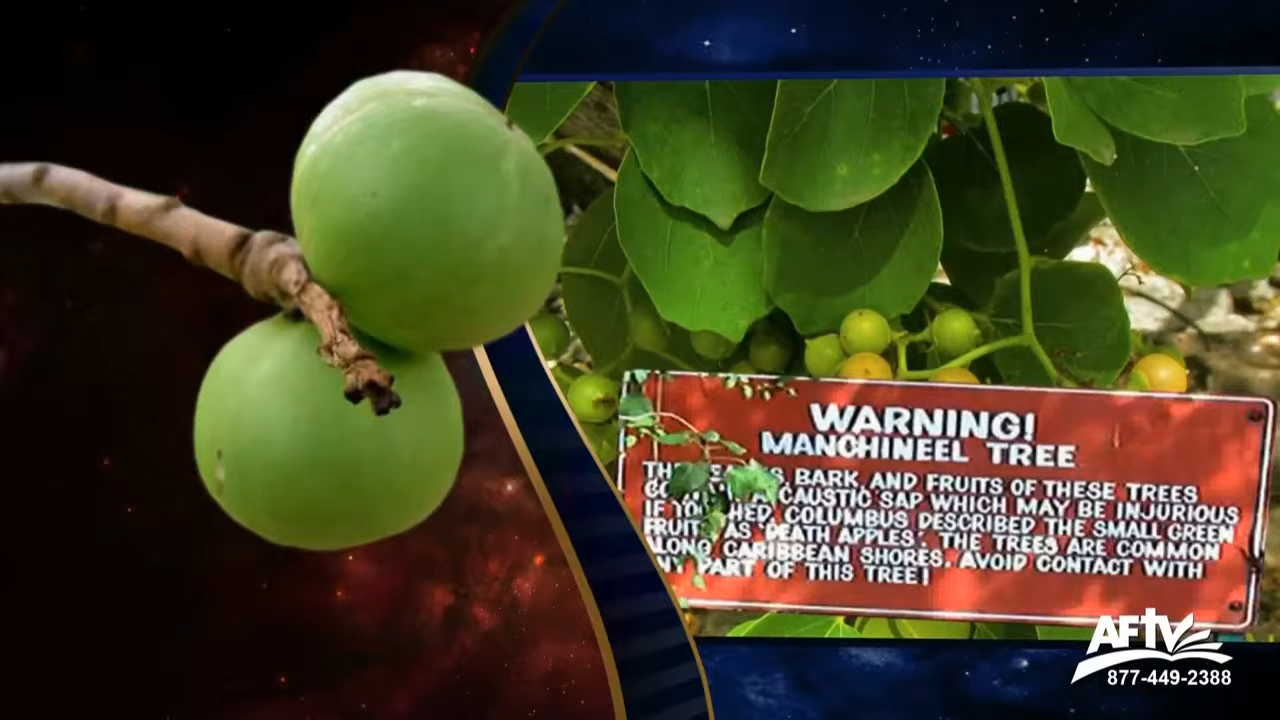 WARNING!
MANCHINEEL TREE
BARK AND FRUITS OF THESE TREES
CAUSTIC SAP WHICH MAY BE INJURIOUS
IF COLUMBUS DESCRIBED THE SMALL GREEN
AS 'DEATH APPLES'. THE TREES ARE COMMON
ALONG CARIBBEAN SHORES. AVOID CONTACT WITH
PART OF THIS TREE!
AFtv
877-449-2388